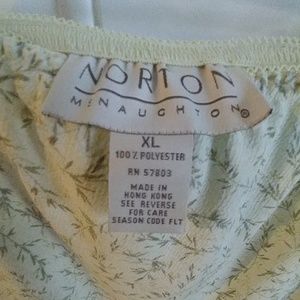 NORTON
McNAUGHTON®
XL
100% POLYESTER
RN 57803
MADE IN
HONG KONG
SEE REVERSE
FOR CARE
SEASON CODE FLT